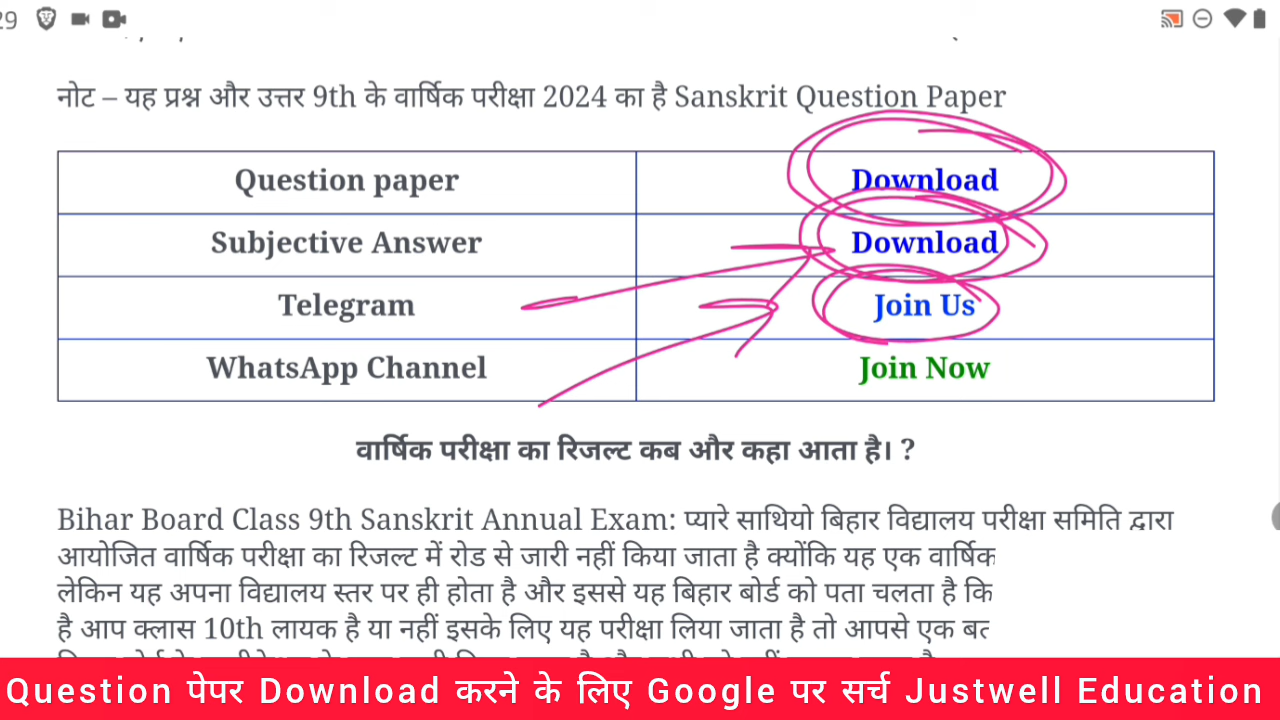 29
नोट – यह प्रश्न और उत्तर 9th के वार्षिक परीक्षा 2024 का है Sanskrit Question Paper
Question paper Download
Subjective Answer Download
Telegram Join Us
WhatsApp Channel Join Now
वार्षिक परीक्षा का रिजल्ट कब और कहा आता है। ?
Bihar Board Class 9th Sanskrit Annual Exam: प्यारे साथियो बिहार विद्यालय परीक्षा समिति द्वारा
आयोजित वार्षिक परीक्षा का रिजल्ट में रोड से जारी नहीं किया जाता है क्योंकि यह एक वार्षिक
लेकिन यह अपना विद्यालय स्तर पर ही होता है और इससे यह बिहार बोर्ड को पता चलता है कि
है आप क्लास 10th लायक है या नहीं इसके लिए यह परीक्षा लिया जाता है तो आपसे एक
Question पेपर Download करने के लिए Google पर सर्च Justwell Education